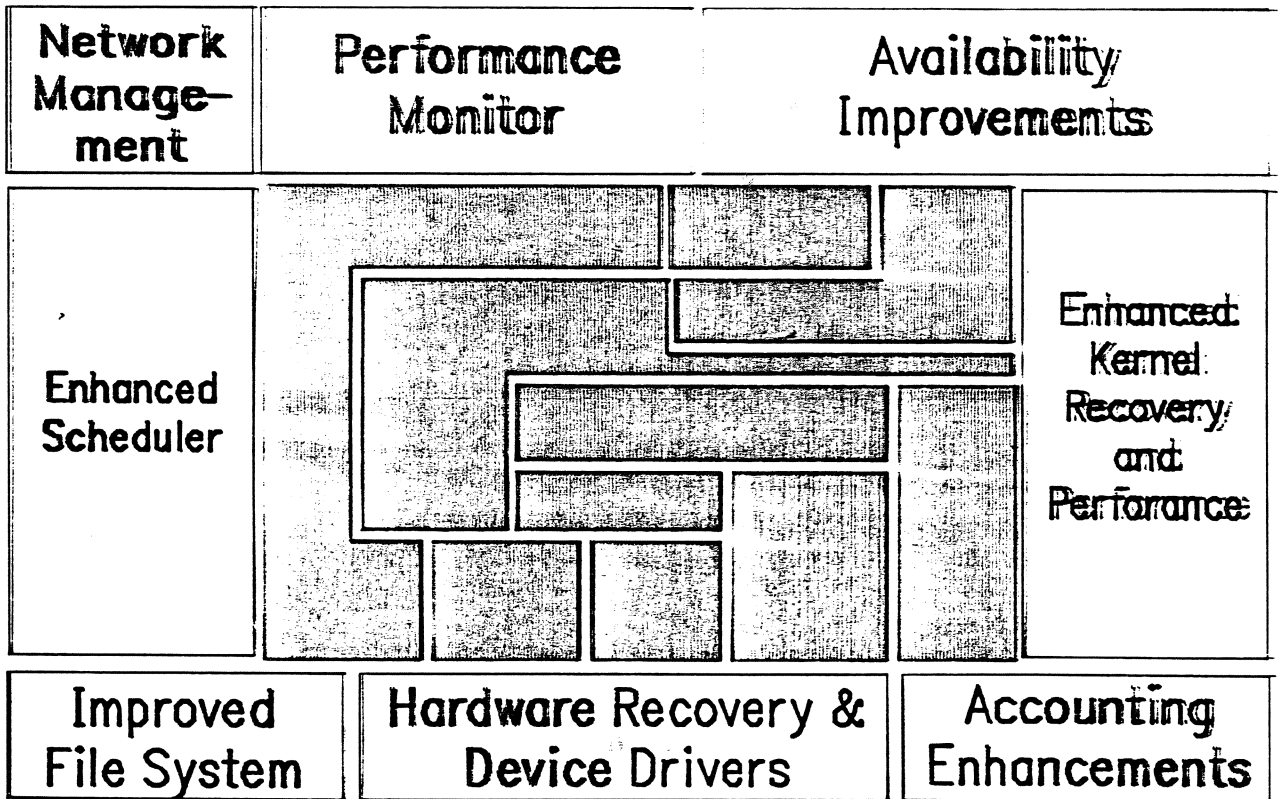 Network
Manage-
ment
Performance
Monitor
Availability
Improvements
Enhanced
Scheduler
Enhanced
Kernel
Recovery
and
Perforance
Improved
File System
Hardware Recovery &
Device Drivers
Accounting
Enhancements